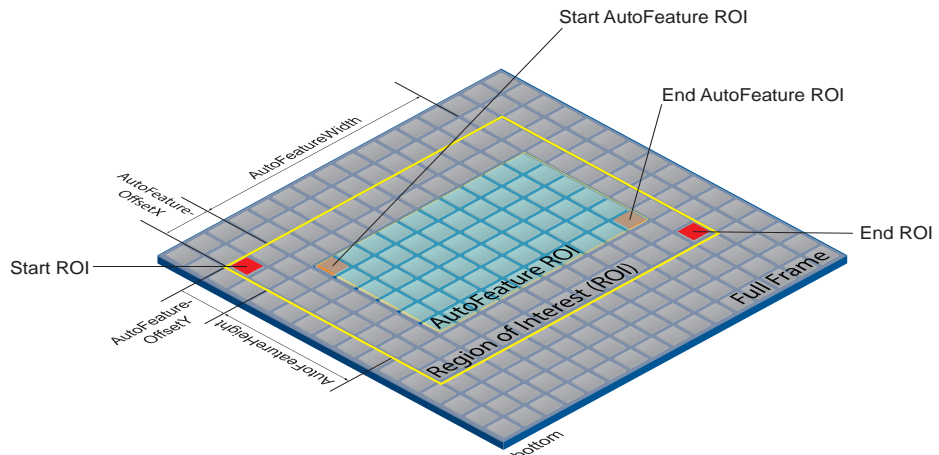 Start AutoFeature ROI
End AutoFeature ROI
AutoFeatureWidth
AutoFeature-
OffsetX
Start ROI
End ROI
AutoFeature ROI
Region of Interest (ROI)
Full Frame
AutoFeature-
OffsetY
AutoFeatureHeight
bottom